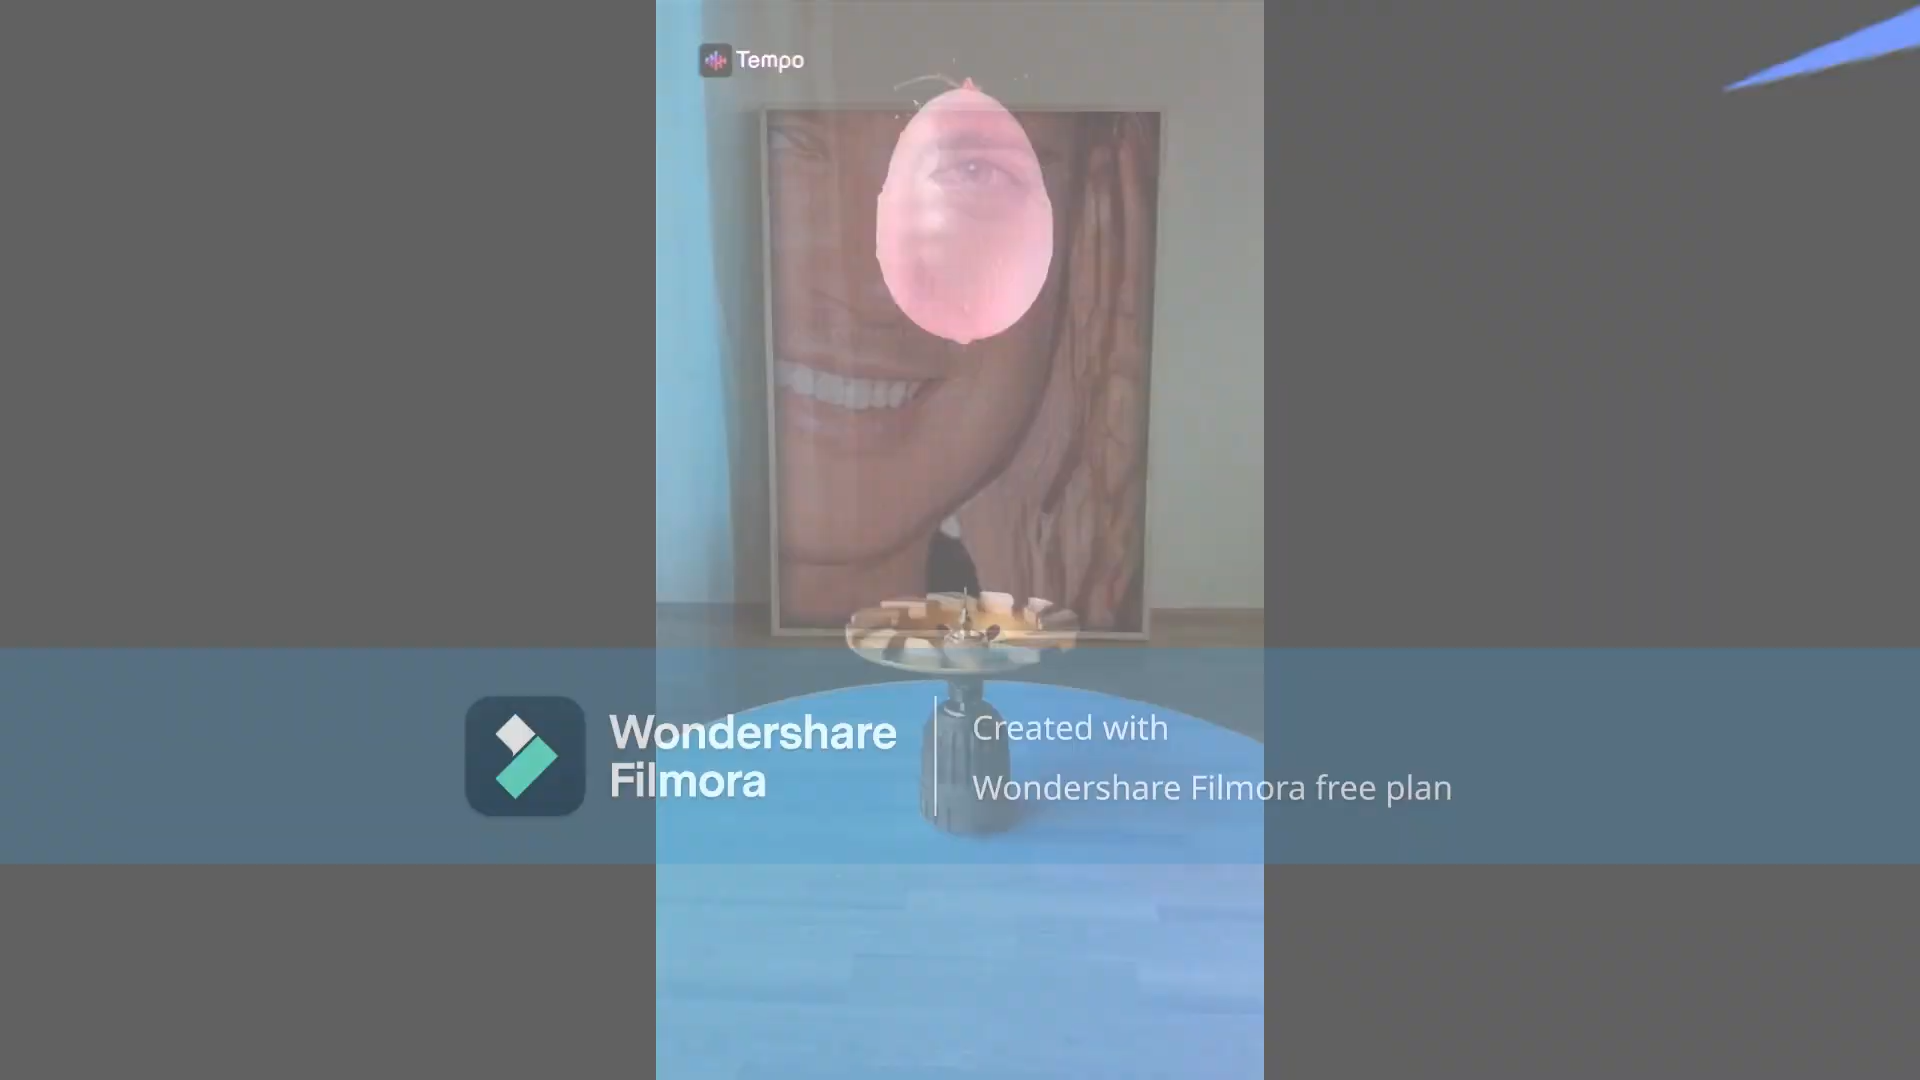 Tempo
Wondershare
Filmora
Created with
Wondershare Filmora free plan